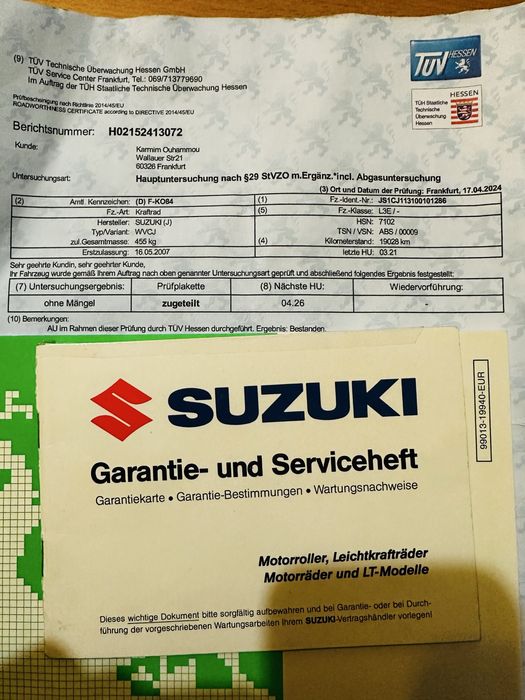 (9) TÜV Technische Überwachung Hessen GmbH
TÜV Service Center Frankfurt, Tel.: 069/713779690
Im Auftrag der TÜH Staatliche Technische Überwachung Hessen
TÜV HESSEN
HESSEN
TÜH Staatliche
Technische
Überwachung
Hessen
Prüfbescheinigung nach Richtlinie 2014/45/EU
ROADWORTHINESS CERTIFICATE according to DIRECTIVE 2014/45/EU
Berichtsnummer: H02152413072
Kunde: Karmim Ouhammou
Wallauer Str21
60326 Frankfurt
Untersuchungsart: Hauptuntersuchung nach §29 StVZO m.Ergänz.*incl. Abgasuntersuchung
(3) Ort und Datum der Prüfung: Frankfurt, 17.04.2024
(2) Amtl. Kennzeichen: (D) F-KO84 (1) Fz.-Ident.-Nr.: JS1CJ113100101286
Fz.-Art: Kraftrad (5) Fz.-Klasse: L3E / -
Hersteller: SUZUKI (J) HSN: 7102
Typ/Variant: WVCJ TSN / VSN: ABS / 00009
zul.Gesamtmasse: 455 kg (4) Kilometerstand: 19028 km
Erstzulassung: 16.05.2007 letzte HU: 03.21
Sehr geehrte Kundin, sehr geehrter Kunde,
Ihr Fahrzeug wurde gemäß Ihrem Auftrag nach oben genannter Untersuchungsart geprüft und abschließend folgendes Ergebnis festgestellt:
(7) Untersuchungsergebnis: Prüfplakette (8) Nächste HU: Wiedervorführung:
ohne Mängel zugeteilt 04.26 -
(10) Bemerkungen:
AU im Rahmen dieser Prüfung durch TÜV Hessen durchgeführt. Ergebnis: Bestanden.
SUZUKI
99013-19940-EUR
Garantie- und Serviceheft
Garantiekarte • Garantie-Bestimmungen • Wartungsnachweise
Motorroller, Leichtkrafträder
Motorräder und LT-Modelle
Dieses wichtige Dokument bitte sorgfältig aufbewahren und bei Garantie- oder bei Durch-
führung der vorgeschriebenen Wartungsarbeiten Ihrem SUZUKI-Vertragshändler vorlegen!